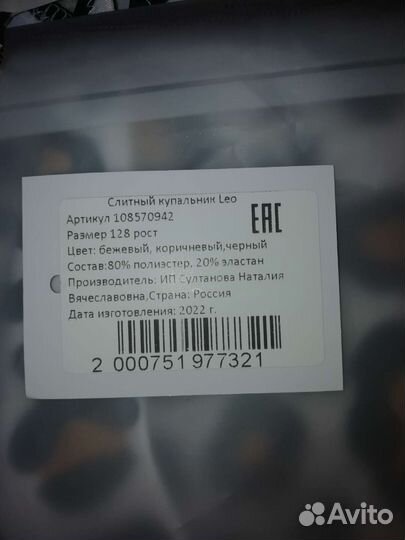 Слитный купальник Leo
Артикул 108570942
Размер 128 рост
Цвет: бежевый, коричневый,черный
Состав:80% полиэстер, 20% эластан
Производитель: ИП Султанова Наталия
Вячеславовна,Страна: Россия
Дата изготовления: 2022 г.
EAC
2 000751 977321
Avito